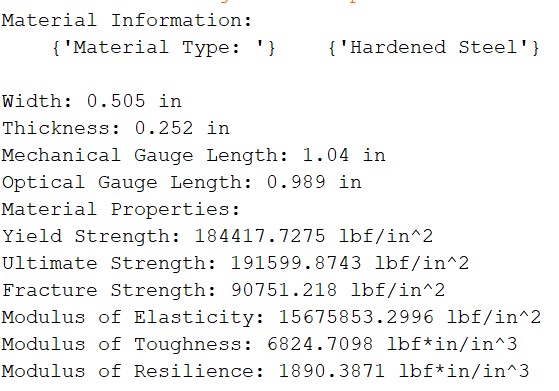 Material Information:
{'Material Type: '}    {'Hardened Steel'}
Width: 0.505 in
Thickness: 0.252 in
Mechanical Gauge Length: 1.04 in
Optical Gauge Length: 0.989 in
Material Properties:
Yield Strength: 184417.7275 lbf/in^2
Ultimate Strength: 191599.8743 lbf/in^2
Fracture Strength: 90751.218 lbf/in^2
Modulus of Elasticity: 15675853.2996 lbf/in^2
Modulus of Toughness: 6824.7098 lbf*in/in^3
Modulus of Resilience: 1890.3871 lbf*in/in^3